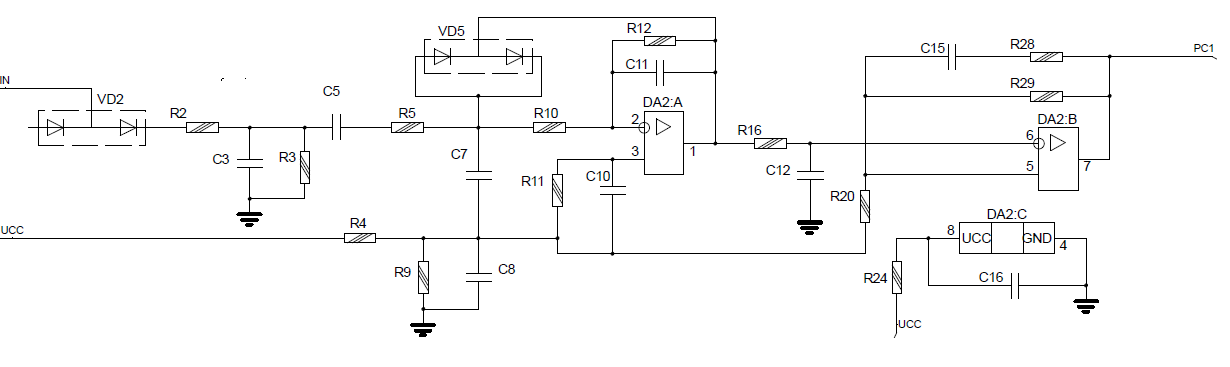 VD5
R12
C15
R28
PC1
C11
IN
C5
VD2
R29
R2
R5
R10
2
DA2:A
DA2:B
R16
6
C3
R3
C7
3
1
C10
C12
5
7
R11
R20
R4
DA2:C
UCC
8
UCC
GND
4
R9
C8
R24
C16
UCC